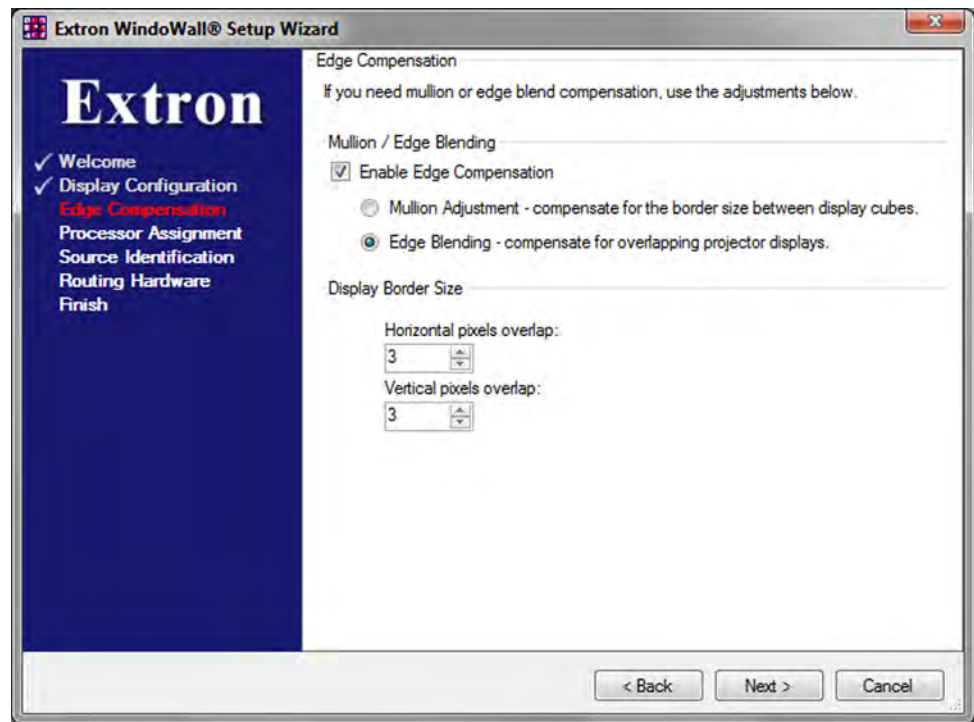 Extron WindoWall® Setup Wizard
Extron
Welcome
Display Configuration
Edge Compensation
Processor Assignment
Source Identification
Routing Hardware
Finish
Edge Compensation
If you need mullion or edge blend compensation, use the adjustments below.
Mullion / Edge Blending
Enable Edge Compensation
Mullion Adjustment - compensate for the border size between display cubes.
Edge Blending - compensate for overlapping projector displays.
Display Border Size
Horizontal pixels overlap:
3
Vertical pixels overlap:
3
< Back
Next >
Cancel